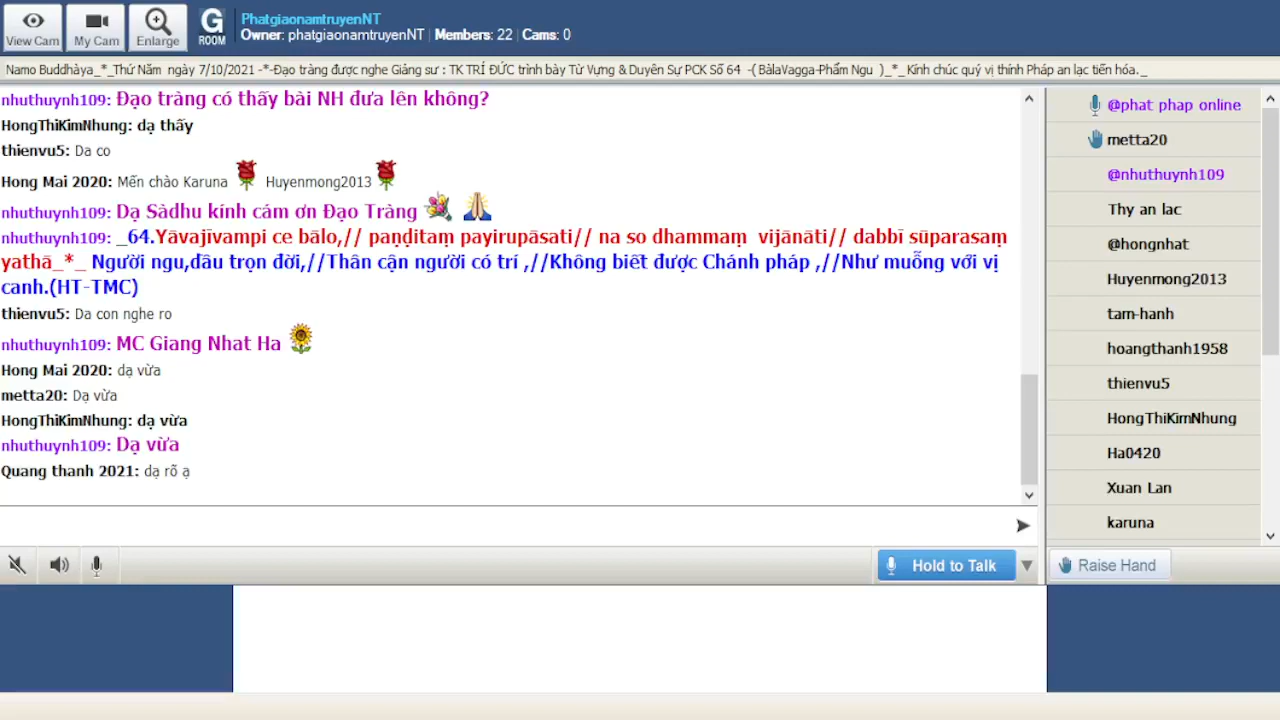 View Cam
My Cam
Enlarge
G
ROOM
PhatgiaonamtruyenNT
Owner: phatgiaonamtruyenNT | Members: 22 | Cams: 0
Namo Buddhàya_*_Thứ Năm ngày 7/10/2021 -*-Đạo tràng được nghe Giảng sư : TK TRÍ ĐỨC trình bày Từ Vựng & Duyên Sự PCK Số 64 -( BàlaVagga-Phẩm Ngu )_*_ Kính chúc quý vị thính Pháp an lạc tiến hóa._
nhuthuynh109: Đạo tràng có thấy bài NH đưa lên không?
HongThiKimNhung: dạ thấy
thienvu5: Da co
Hong Mai 2020: Mến chào Karuna Huyenmong2013
nhuthuynh109: Dạ Sàdhu kính cám ơn Đạo Tràng
nhuthuynh109: _64.Yāvajīvampi ce bālo,// paṇḍitaṃ payirupāsati// na so dhammaṃ vijānāti// dabbī sūparasaṃ
yathā_*_ Người ngu,dầu trọn đời,//Thân cận người có trí ,//Không biết được Chánh pháp ,//Như muỗng với vị
canh.(HT-TMC)
thienvu5: Da con nghe ro
nhuthuynh109: MC Giang Nhat Ha
Hong Mai 2020: dạ vừa
metta20: Dạ vừa
HongThiKimNhung: dạ vừa
nhuthuynh109: Dạ vừa
Quang thanh 2021: dạ rõ ạ
Hold to Talk
@phat phap online
metta20
@nhuthuynh109
Thy an lac
@hongnhat
Huyenmong2013
tam-hanh
hoangthanh1958
thienvu5
HongThiKimNhung
Ha0420
Xuan Lan
karuna
Raise Hand